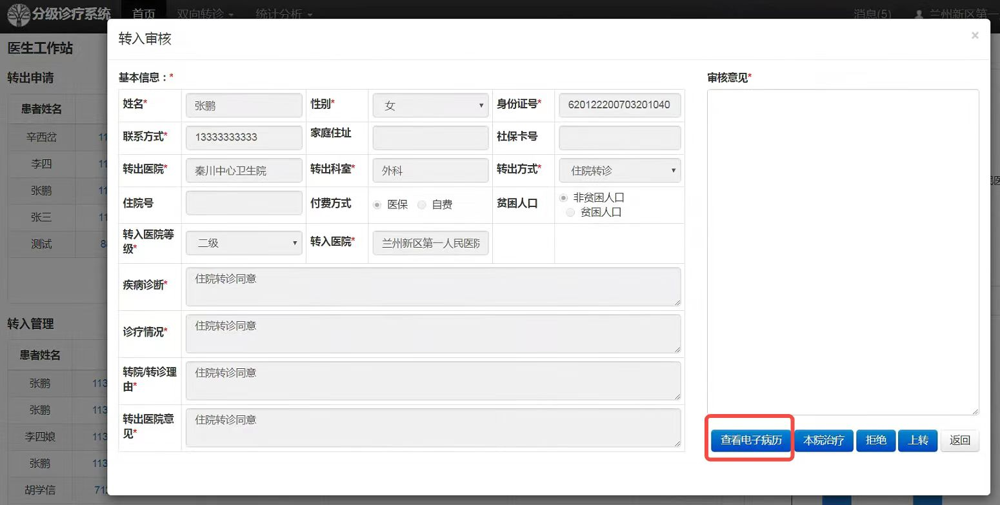 分级诊疗系统 首页 双向转诊 统计分析 消息(5) 兰州新区第一
医生工作站
转出申请
患者姓名
辛西岔 11
李四 11
张鹏 11
张三 11
测试
转入管理
患者姓名
张鹏 113
张鹏 113
李四娘 113
张鹏 113
胡学信 712
转入审核 ×
基本信息：*
姓名* 张鹏 性别* 女 身份证号* 620122200703201040
联系方式* 13333333333 家庭住址 社保卡号
转出医院* 秦川中心卫生院 转出科室* 外科 转出方式* 住院转诊
住院号 付费方式 医保 自费 贫困人口 非贫困人口
贫困人口
转入医院等
级* 二级 转入医院* 兰州新区第一人民医院
疾病诊断* 住院转诊同意
诊疗情况* 住院转诊同意
转院/转诊理
由* 住院转诊同意
转出医院意
见* 住院转诊同意
审核意见*
查看电子病历 本院治疗 拒绝 上转 返回